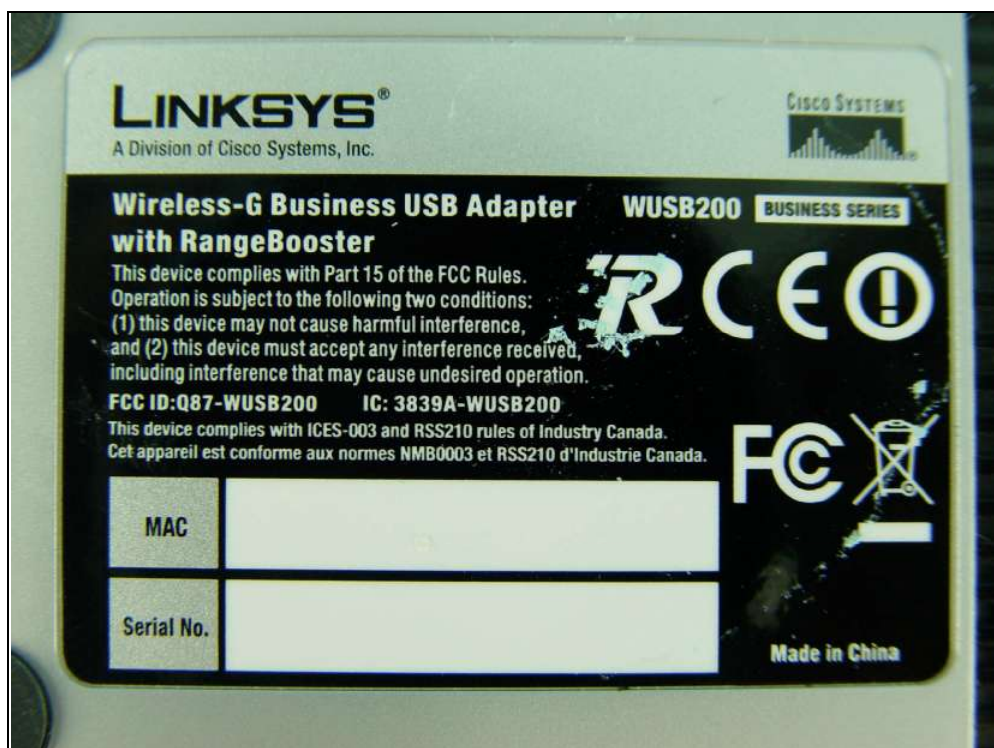 LINKSYS®
A Division of Cisco Systems, Inc.
CISCO SYSTEMS
Wireless-G Business USB Adapter
with RangeBooster
WUSB200 BUSINESS SERIES
This device complies with Part 15 of the FCC Rules.
Operation is subject to the following two conditions:
(1) this device may not cause harmful interference,
and (2) this device must accept any interference received,
including interference that may cause undesired operation.
FCC ID:Q87-WUSB200 IC: 3839A-WUSB200
This device complies with ICES-003 and RSS210 rules of Industry Canada.
Cet appareil est conforme aux normes NMB0003 et RSS210 d'Industrie Canada.
R CE
FC
MAC
Serial No.
Made in China